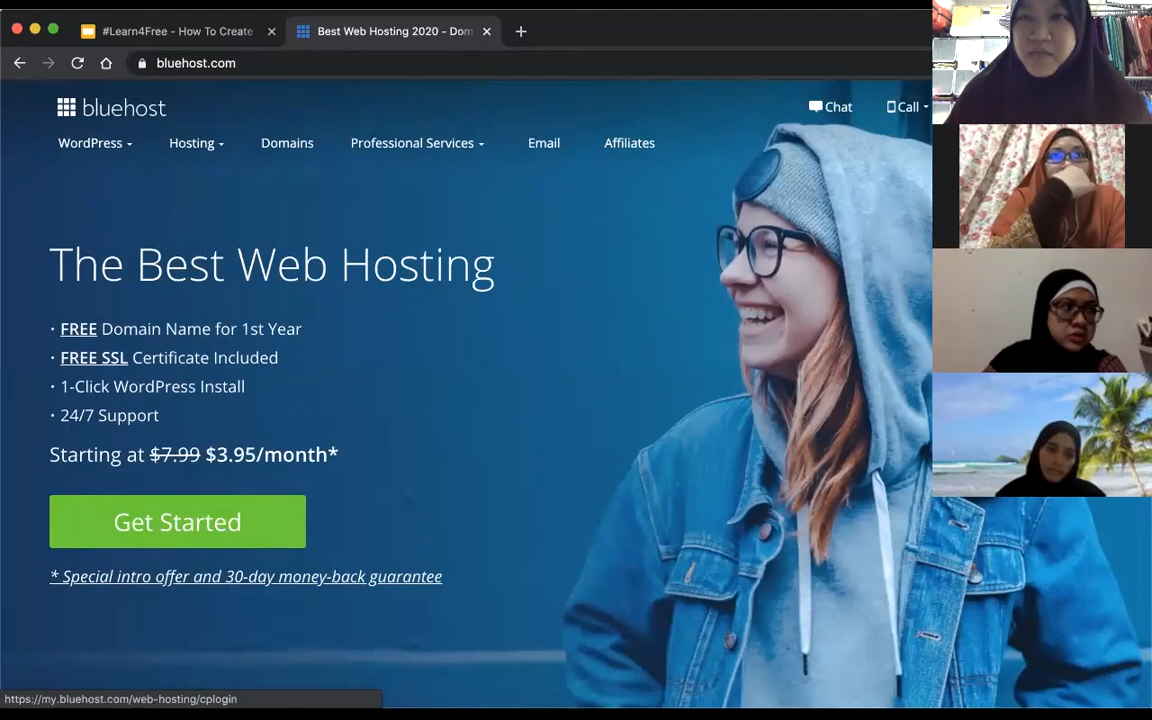 #Learn4Free - How To Create
Best Web Hosting 2020 - Dom
bluehost.com
bluehost
Chat
Call
WordPress
Hosting
Domains
Professional Services
Email
Affiliates
The Best Web Hosting
· FREE Domain Name for 1st Year
· FREE SSL Certificate Included
· 1-Click WordPress Install
· 24/7 Support
Starting at $7.99 $3.95/month*
Get Started
* Special intro offer and 30-day money-back guarantee
https://my.bluehost.com/web-hosting/cplogin